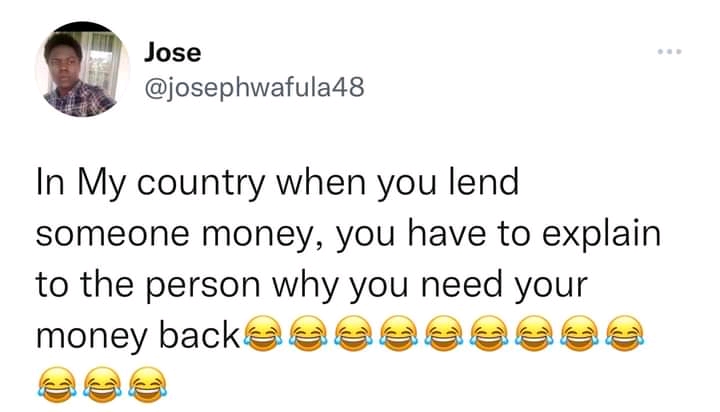 Jose
@josephwafula48
In My country when you lend
someone money, you have to explain
to the person why you need your
money back😂😂😂😂😂😂😂😂😂
😂😂😂